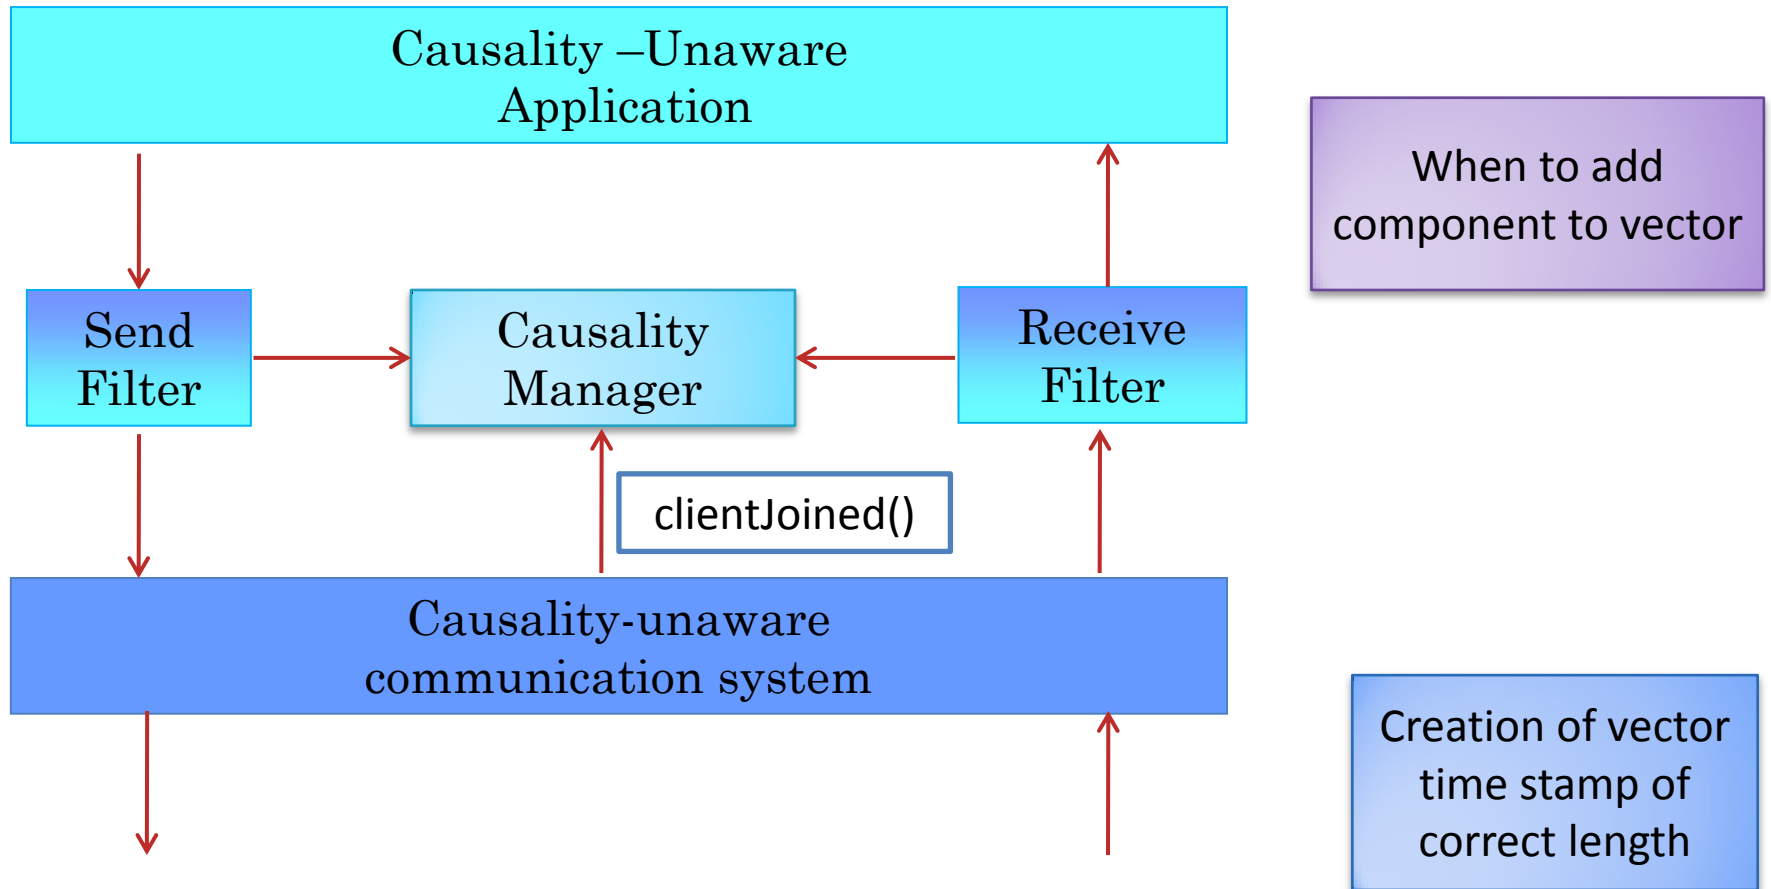 Causality –Unaware
Application
When to add
component to vector
Send
Filter
Causality
Manager
Receive
Filter
clientJoined()
Causality-unaware
communication system
Creation of vector
time stamp of
correct length